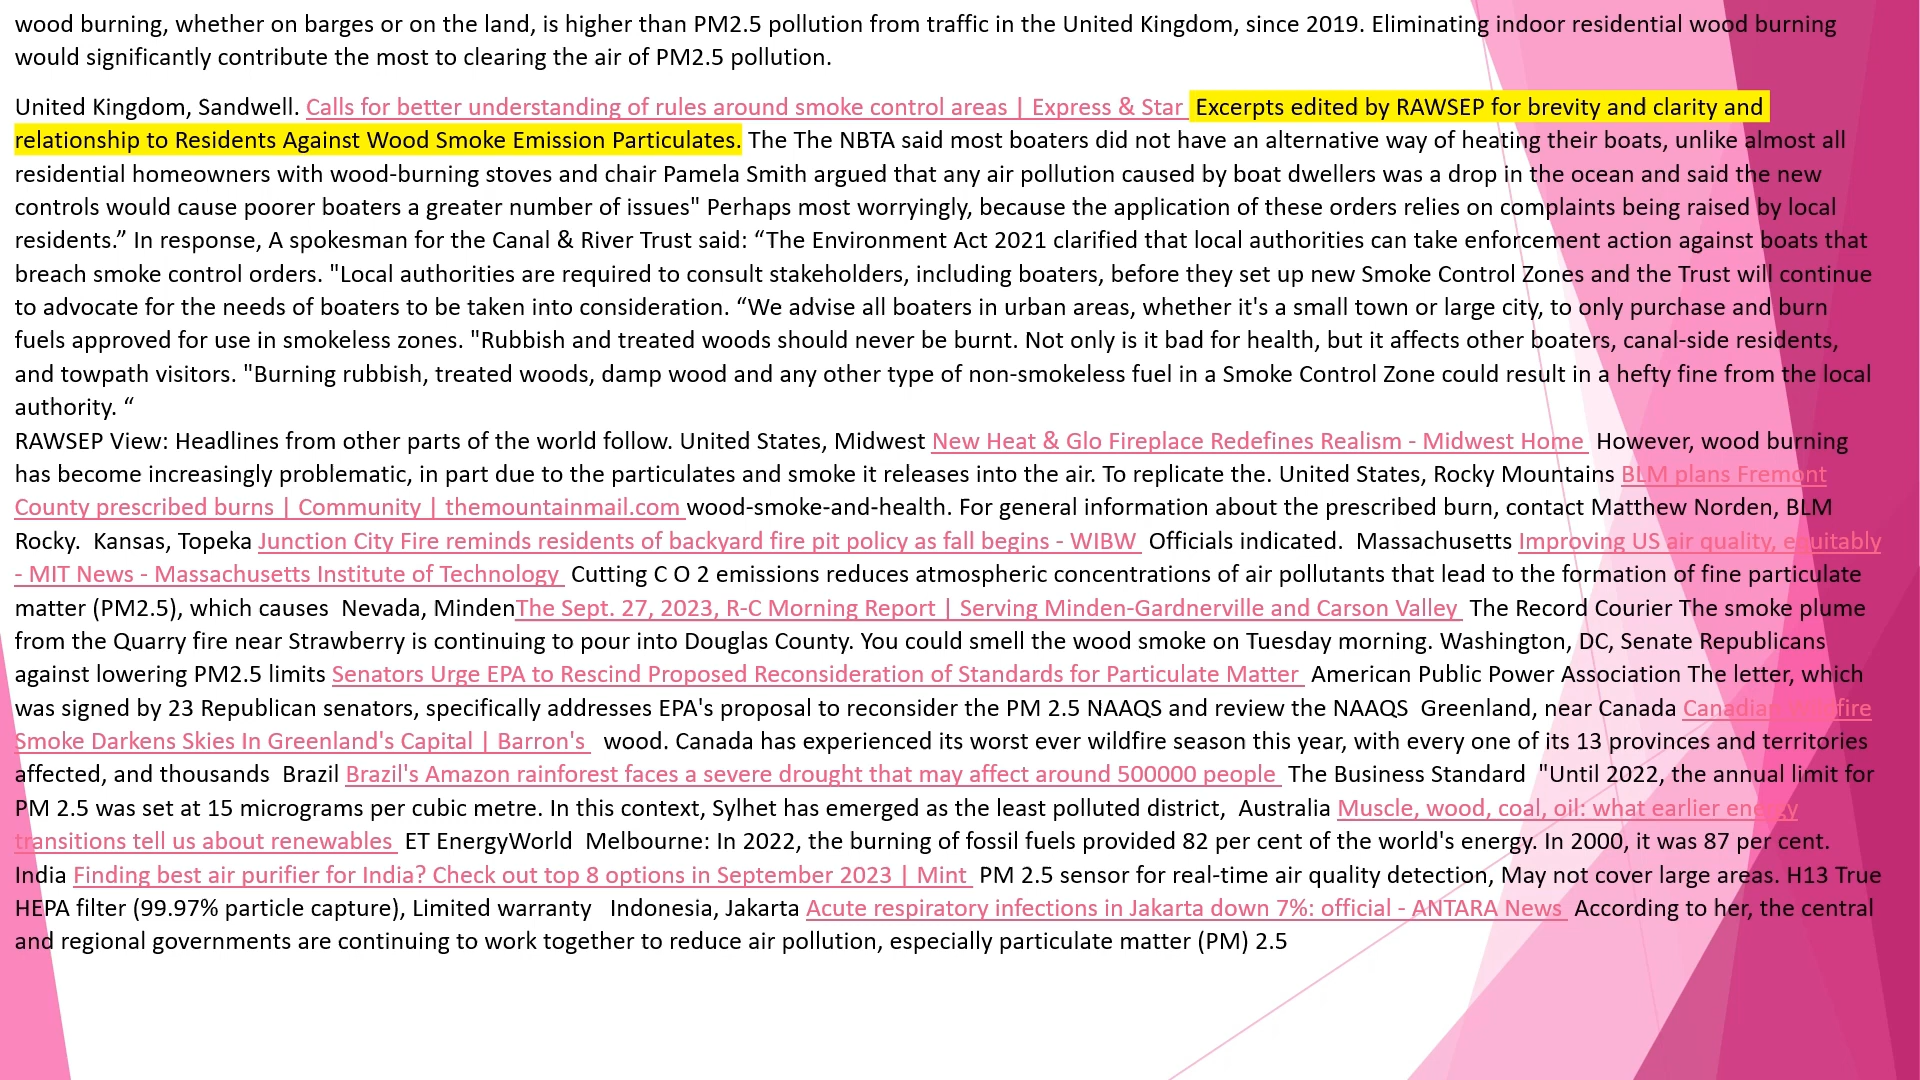 wood burning, whether on barges or on the land, is higher than PM2.5 pollution from traffic in the United Kingdom, since 2019. Eliminating indoor residential wood burning
would significantly contribute the most to clearing the air of PM2.5 pollution.
United Kingdom, Sandwell. Calls for better understanding of rules around smoke control areas | Express & Star Excerpts edited by RAWSEP for brevity and clarity and
relationship to Residents Against Wood Smoke Emission Particulates. The The NBTA said most boaters did not have an alternative way of heating their boats, unlike almost all
residential homeowners with wood-burning stoves and chair Pamela Smith argued that any air pollution caused by boat dwellers was a drop in the ocean and said the new
controls would cause poorer boaters a greater number of issues" Perhaps most worryingly, because the application of these orders relies on complaints being raised by local
residents.” In response, A spokesman for the Canal & River Trust said: “The Environment Act 2021 clarified that local authorities can take enforcement action against boats that
breach smoke control orders. "Local authorities are required to consult stakeholders, including boaters, before they set up new Smoke Control Zones and the Trust will continue
to advocate for the needs of boaters to be taken into consideration. “We advise all boaters in urban areas, whether it's a small town or large city, to only purchase and burn
fuels approved for use in smokeless zones. "Rubbish and treated woods should never be burnt. Not only is it bad for health, but it affects other boaters, canal-side residents,
and towpath visitors. "Burning rubbish, treated woods, damp wood and any other type of non-smokeless fuel in a Smoke Control Zone could result in a hefty fine from the local
authority. “
RAWSEP View: Headlines from other parts of the world follow. United States, Midwest New Heat & Glo Fireplace Redefines Realism - Midwest Home However, wood burning
has become increasingly problematic, in part due to the particulates and smoke it releases into the air. To replicate the. United States, Rocky Mountains BLM plans Fremont
County prescribed burns | Community | themountainmail.com wood-smoke-and-health. For general information about the prescribed burn, contact Matthew Norden, BLM
Rocky. Kansas, Topeka Junction City Fire reminds residents of backyard fire pit policy as fall begins - WIBW Officials indicated. Massachusetts Improving US air quality, equitably
- MIT News - Massachusetts Institute of Technology Cutting C O 2 emissions reduces atmospheric concentrations of air pollutants that lead to the formation of fine particulate
matter (PM2.5), which causes Nevada, MindenThe Sept. 27, 2023, R-C Morning Report | Serving Minden-Gardnerville and Carson Valley The Record Courier The smoke plume
from the Quarry fire near Strawberry is continuing to pour into Douglas County. You could smell the wood smoke on Tuesday morning. Washington, DC, Senate Republicans
against lowering PM2.5 limits Senators Urge EPA to Rescind Proposed Reconsideration of Standards for Particulate Matter American Public Power Association The letter, which
was signed by 23 Republican senators, specifically addresses EPA's proposal to reconsider the PM 2.5 NAAQS and review the NAAQS Greenland, near Canada Canadian Wildfire
Smoke Darkens Skies In Greenland's Capital | Barron's wood. Canada has experienced its worst ever wildfire season this year, with every one of its 13 provinces and territories
affected, and thousands Brazil Brazil's Amazon rainforest faces a severe drought that may affect around 500000 people The Business Standard "Until 2022, the annual limit for
PM 2.5 was set at 15 micrograms per cubic metre. In this context, Sylhet has emerged as the least polluted district, Australia Muscle, wood, coal, oil: what earlier energy
transitions tell us about renewables ET EnergyWorld Melbourne: In 2022, the burning of fossil fuels provided 82 per cent of the world's energy. In 2000, it was 87 per cent.
India Finding best air purifier for India? Check out top 8 options in September 2023 | Mint PM 2.5 sensor for real-time air quality detection, May not cover large areas. H13 True
HEPA filter (99.97% particle capture), Limited warranty Indonesia, Jakarta Acute respiratory infections in Jakarta down 7%: official - ANTARA News According to her, the central
and regional governments are continuing to work together to reduce air pollution, especially particulate matter (PM) 2.5